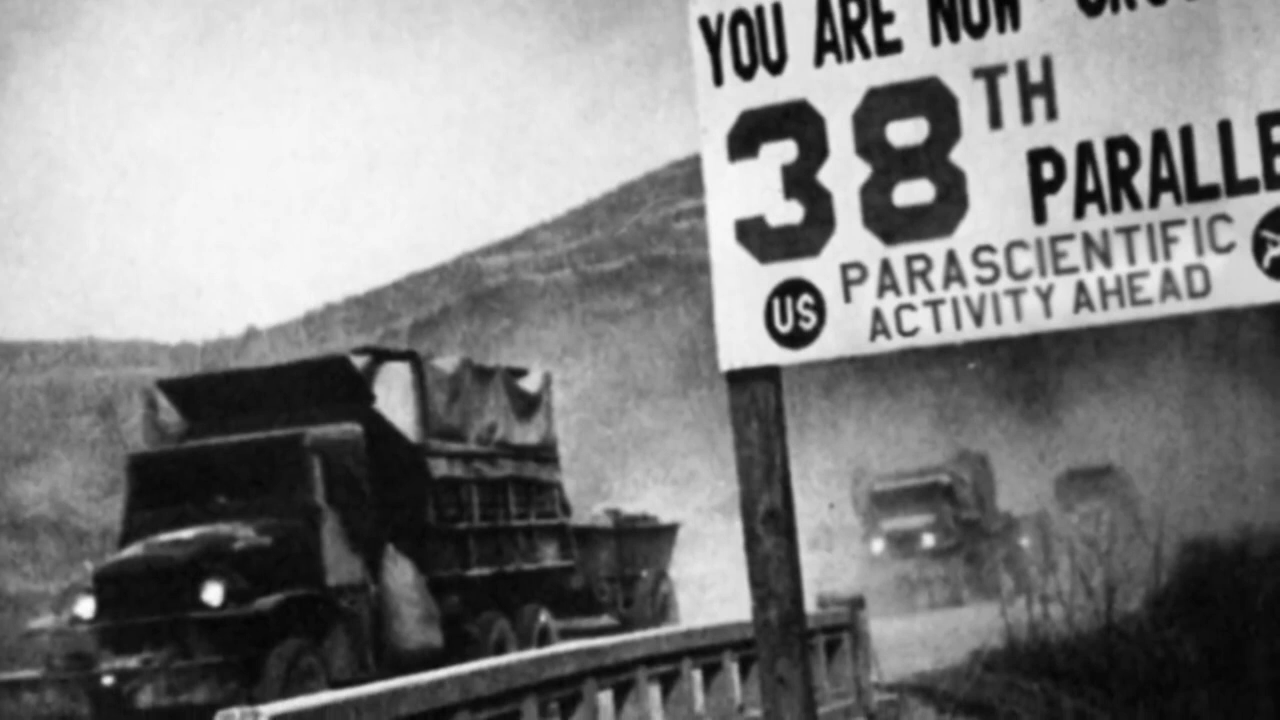 YOU ARE NOW
38TH
PARALLE
PARASCIENTIFIC
ACTIVITY AHEAD
US